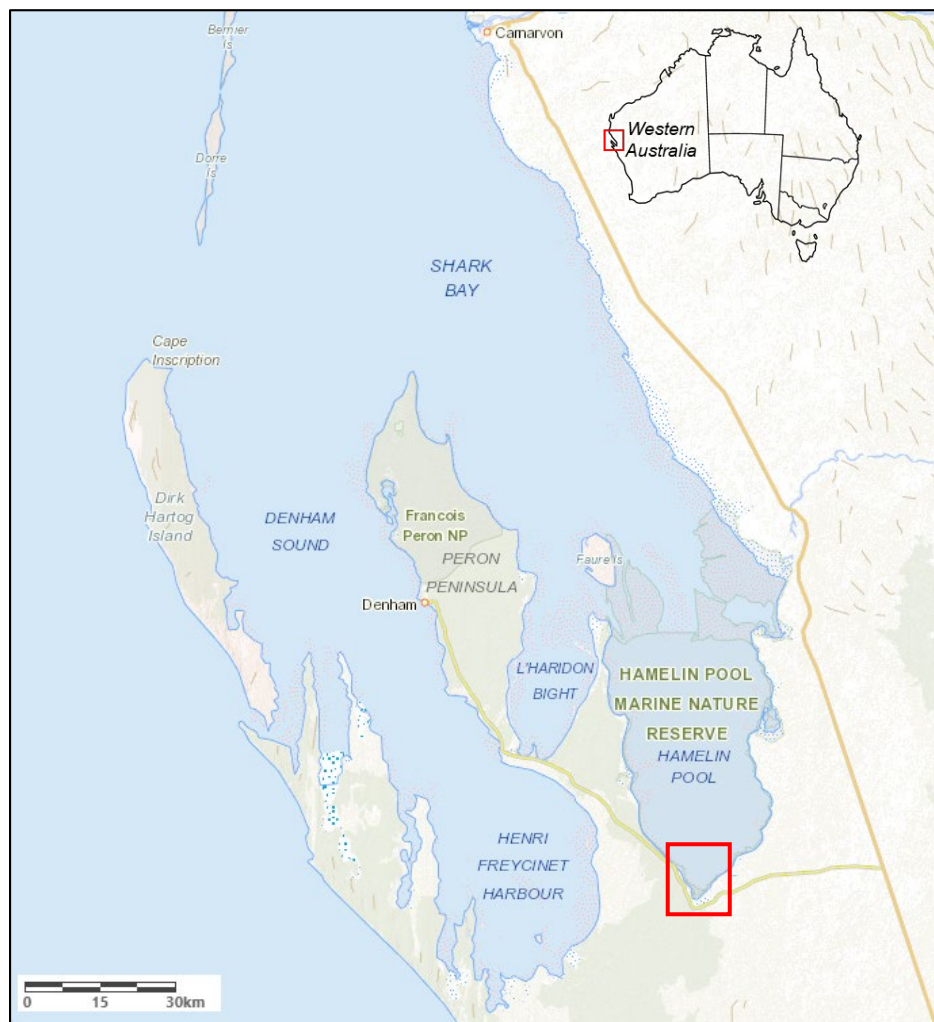 Bernier
Is
Carnarvon
Western
Australia
Dorre
Is
SHARK
BAY
Cape
Inscription
Dirk
Hartog
Island
DENHAM
SOUND
Francois
Peron NP
PERON
PENINSULA
Faure Is
Denham
L'HARIDON
BIGHT
HAMELIN POOL
MARINE NATURE
RESERVE
HAMELIN
POOL
HENRI
FREYCINET
HARBOUR
0 15 30km